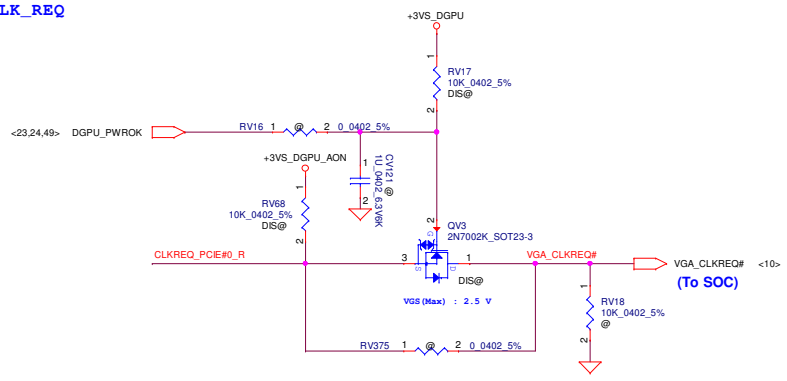 LK_REQ
+3VS_DGPU
1
RV17
10K_0402_5%
DIS@
2
<23,24,49> DGPU_PWROK
RV16 1 @ 2 0_0402_5%
+3VS_DGPU_AON
1
RV68
10K_0402_5%
DIS@
2
1
CV121 @
1U_0402_6.3V6K
2
2
QV3
2N7002K_SOT23-3
G
CLKREQ_PCIE#0_R
3
S
D
1
DIS@
VGA_CLKREQ#
VGA_CLKREQ# <10>
(To SOC)
VGS(Max) : 2.5 V
1
RV18
10K_0402_5%
@
2
RV375 1 @ 2 0_0402_5%